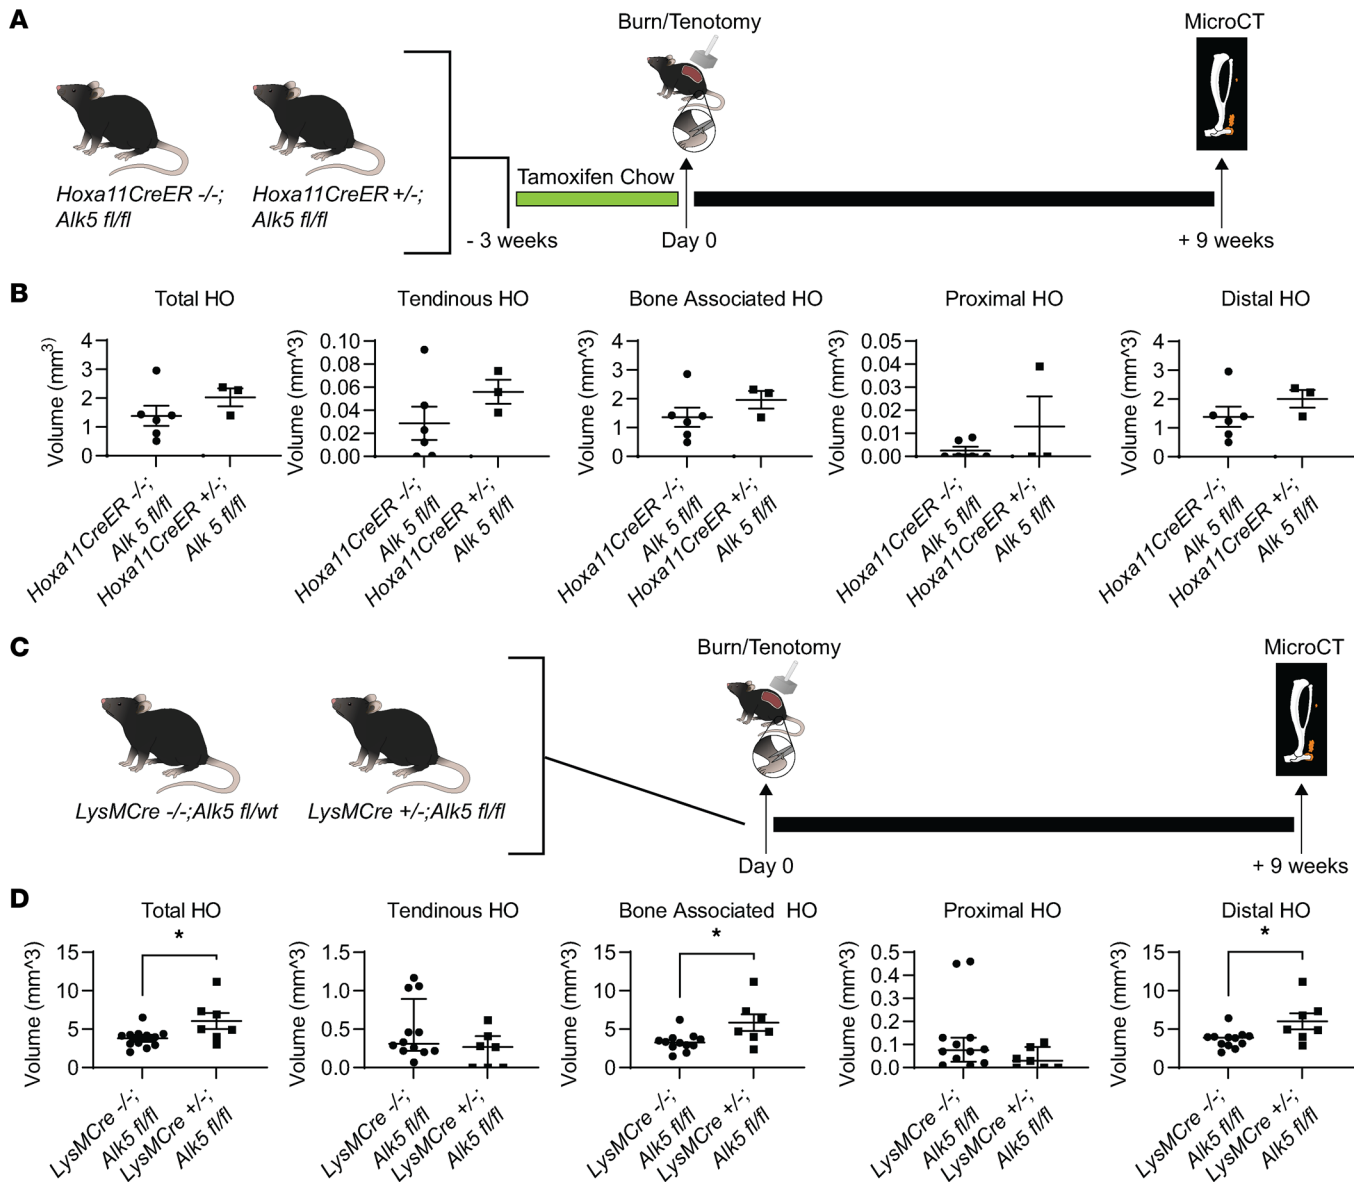 A
Burn/Tenotomy
MicroCT
Hoxa11CreER -/-;
Alk5 fl/fl
Hoxa11CreER +/-;
Alk5 fl/fl
Tamoxifen Chow
- 3 weeks
Day 0
+ 9 weeks
B
Total HO
Volume (mm³)
4
3
2
1
0
Hoxa11CreER -/-;
Alk 5 fl/fl
Hoxa11CreER +/-;
Alk 5 fl/fl
Tendinous HO
Volume (mm^3)
0.10
0.08
0.06
0.04
0.02
0.00
Hoxa11CreER -/-;
Alk 5 fl/fl
Hoxa11CreER +/-;
Alk 5 fl/fl
Bone Associated HO
Volume (mm^3)
4
3
2
1
0
Hoxa11CreER -/-;
Alk 5 fl/fl
Hoxa11CreER +/-;
Alk 5 fl/fl
Proximal HO
Volume (mm^3)
0.05
0.04
0.03
0.02
0.01
0.00
Hoxa11CreER -/-;
Alk 5 fl/fl
Hoxa11CreER +/-;
Alk 5 fl/fl
Distal HO
Volume (mm^3)
4
3
2
1
0
Hoxa11CreER -/-;
Alk 5 fl/fl
Hoxa11CreER +/-;
Alk 5 fl/fl
C
Burn/Tenotomy
MicroCT
LysMCre -/-;Alk5 fl/wt
LysMCre +/-;Alk5 fl/fl
Day 0
+ 9 weeks
D
Total HO
*
Volume (mm^3)
15
10
5
0
LysMCre -/-;
Alk5 fl/fl
LysMCre +/-;
Alk5 fl/fl
Tendinous HO
Volume (mm^3)
1.5
1.0
0.5
0.0
LysMCre -/-;
Alk5 fl/fl
LysMCre +/-;
Alk5 fl/fl
Bone Associated HO
*
Volume (mm^3)
15
10
5
0
LysMCre -/-;
Alk5 fl/fl
LysMCre +/-;
Alk5 fl/fl
Proximal HO
Volume (mm^3)
0.5
0.4
0.3
0.2
0.1
0.0
LysMCre -/-;
Alk5 fl/fl
LysMCre +/-;
Alk5 fl/fl
Distal HO
*
Volume (mm^3)
15
10
5
0
LysMCre -/-;
Alk5 fl/fl
LysMCre +/-;
Alk5 fl/fl